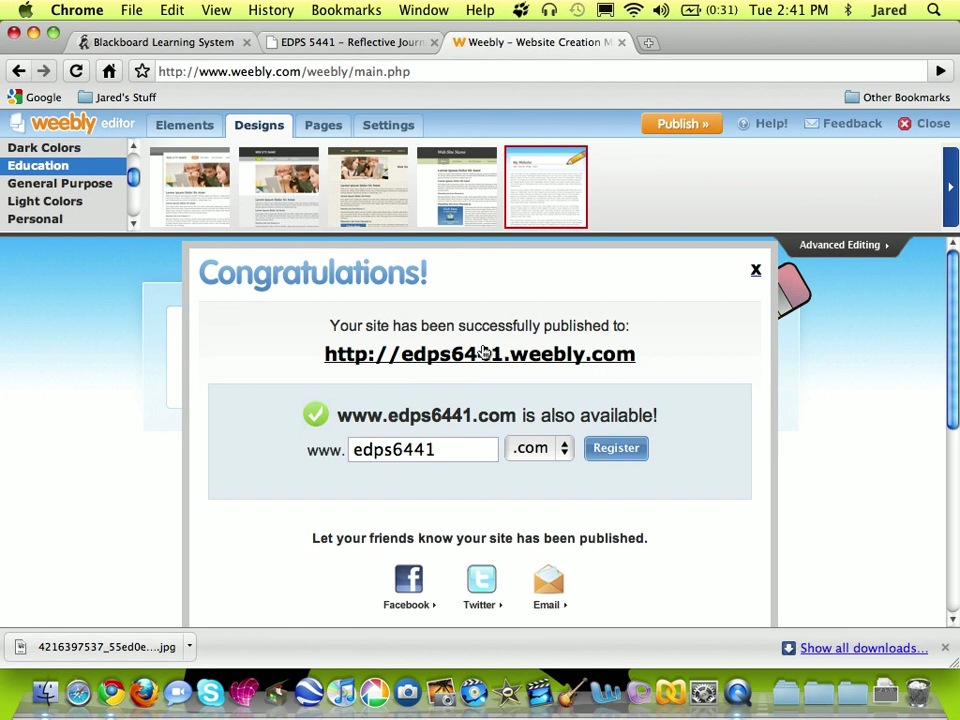 Chrome File Edit View History Bookmarks Window Help (0:31) Tue 2:41 PM Jared
Blackboard Learning System
EDPS 5441 – Reflective Journ
Weebly – Website Creation M
http://www.weebly.com/weebly/main.php
Google Jared's Stuff Other Bookmarks
weebly editor Elements Designs Pages Settings Publish » Help! Feedback Close
Dark Colors
Education
General Purpose
Light Colors
Personal
Advanced Editing
Congratulations! x
Your site has been successfully published to:
http://edps6441.weebly.com
www.edps6441.com is also available!
www. edps6441 .com Register
Let your friends know your site has been published.
Facebook Twitter Email
4216397537_55ed0e....jpg Show all downloads...